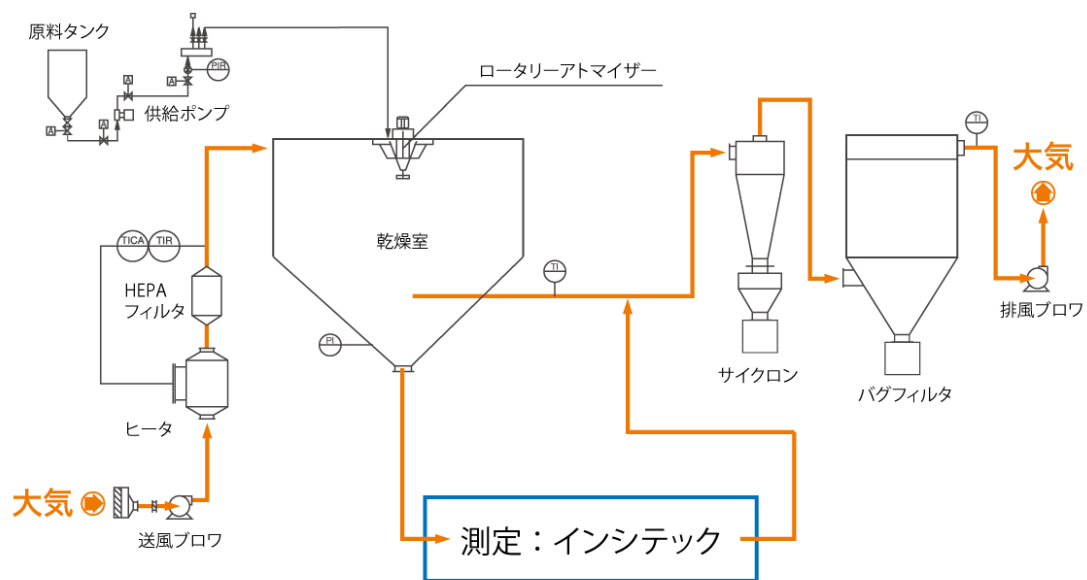 原料タンク
A
A
A
A
供給ポンプ
PIR
ロータリーアトマイザー
乾燥室
TICA
TIR
HEPA
フィルタ
ヒータ
大気
送風ブロワ
PI
TI
測定：インシテック
サイクロン
バグフィルタ
TI
大気
排風ブロワ